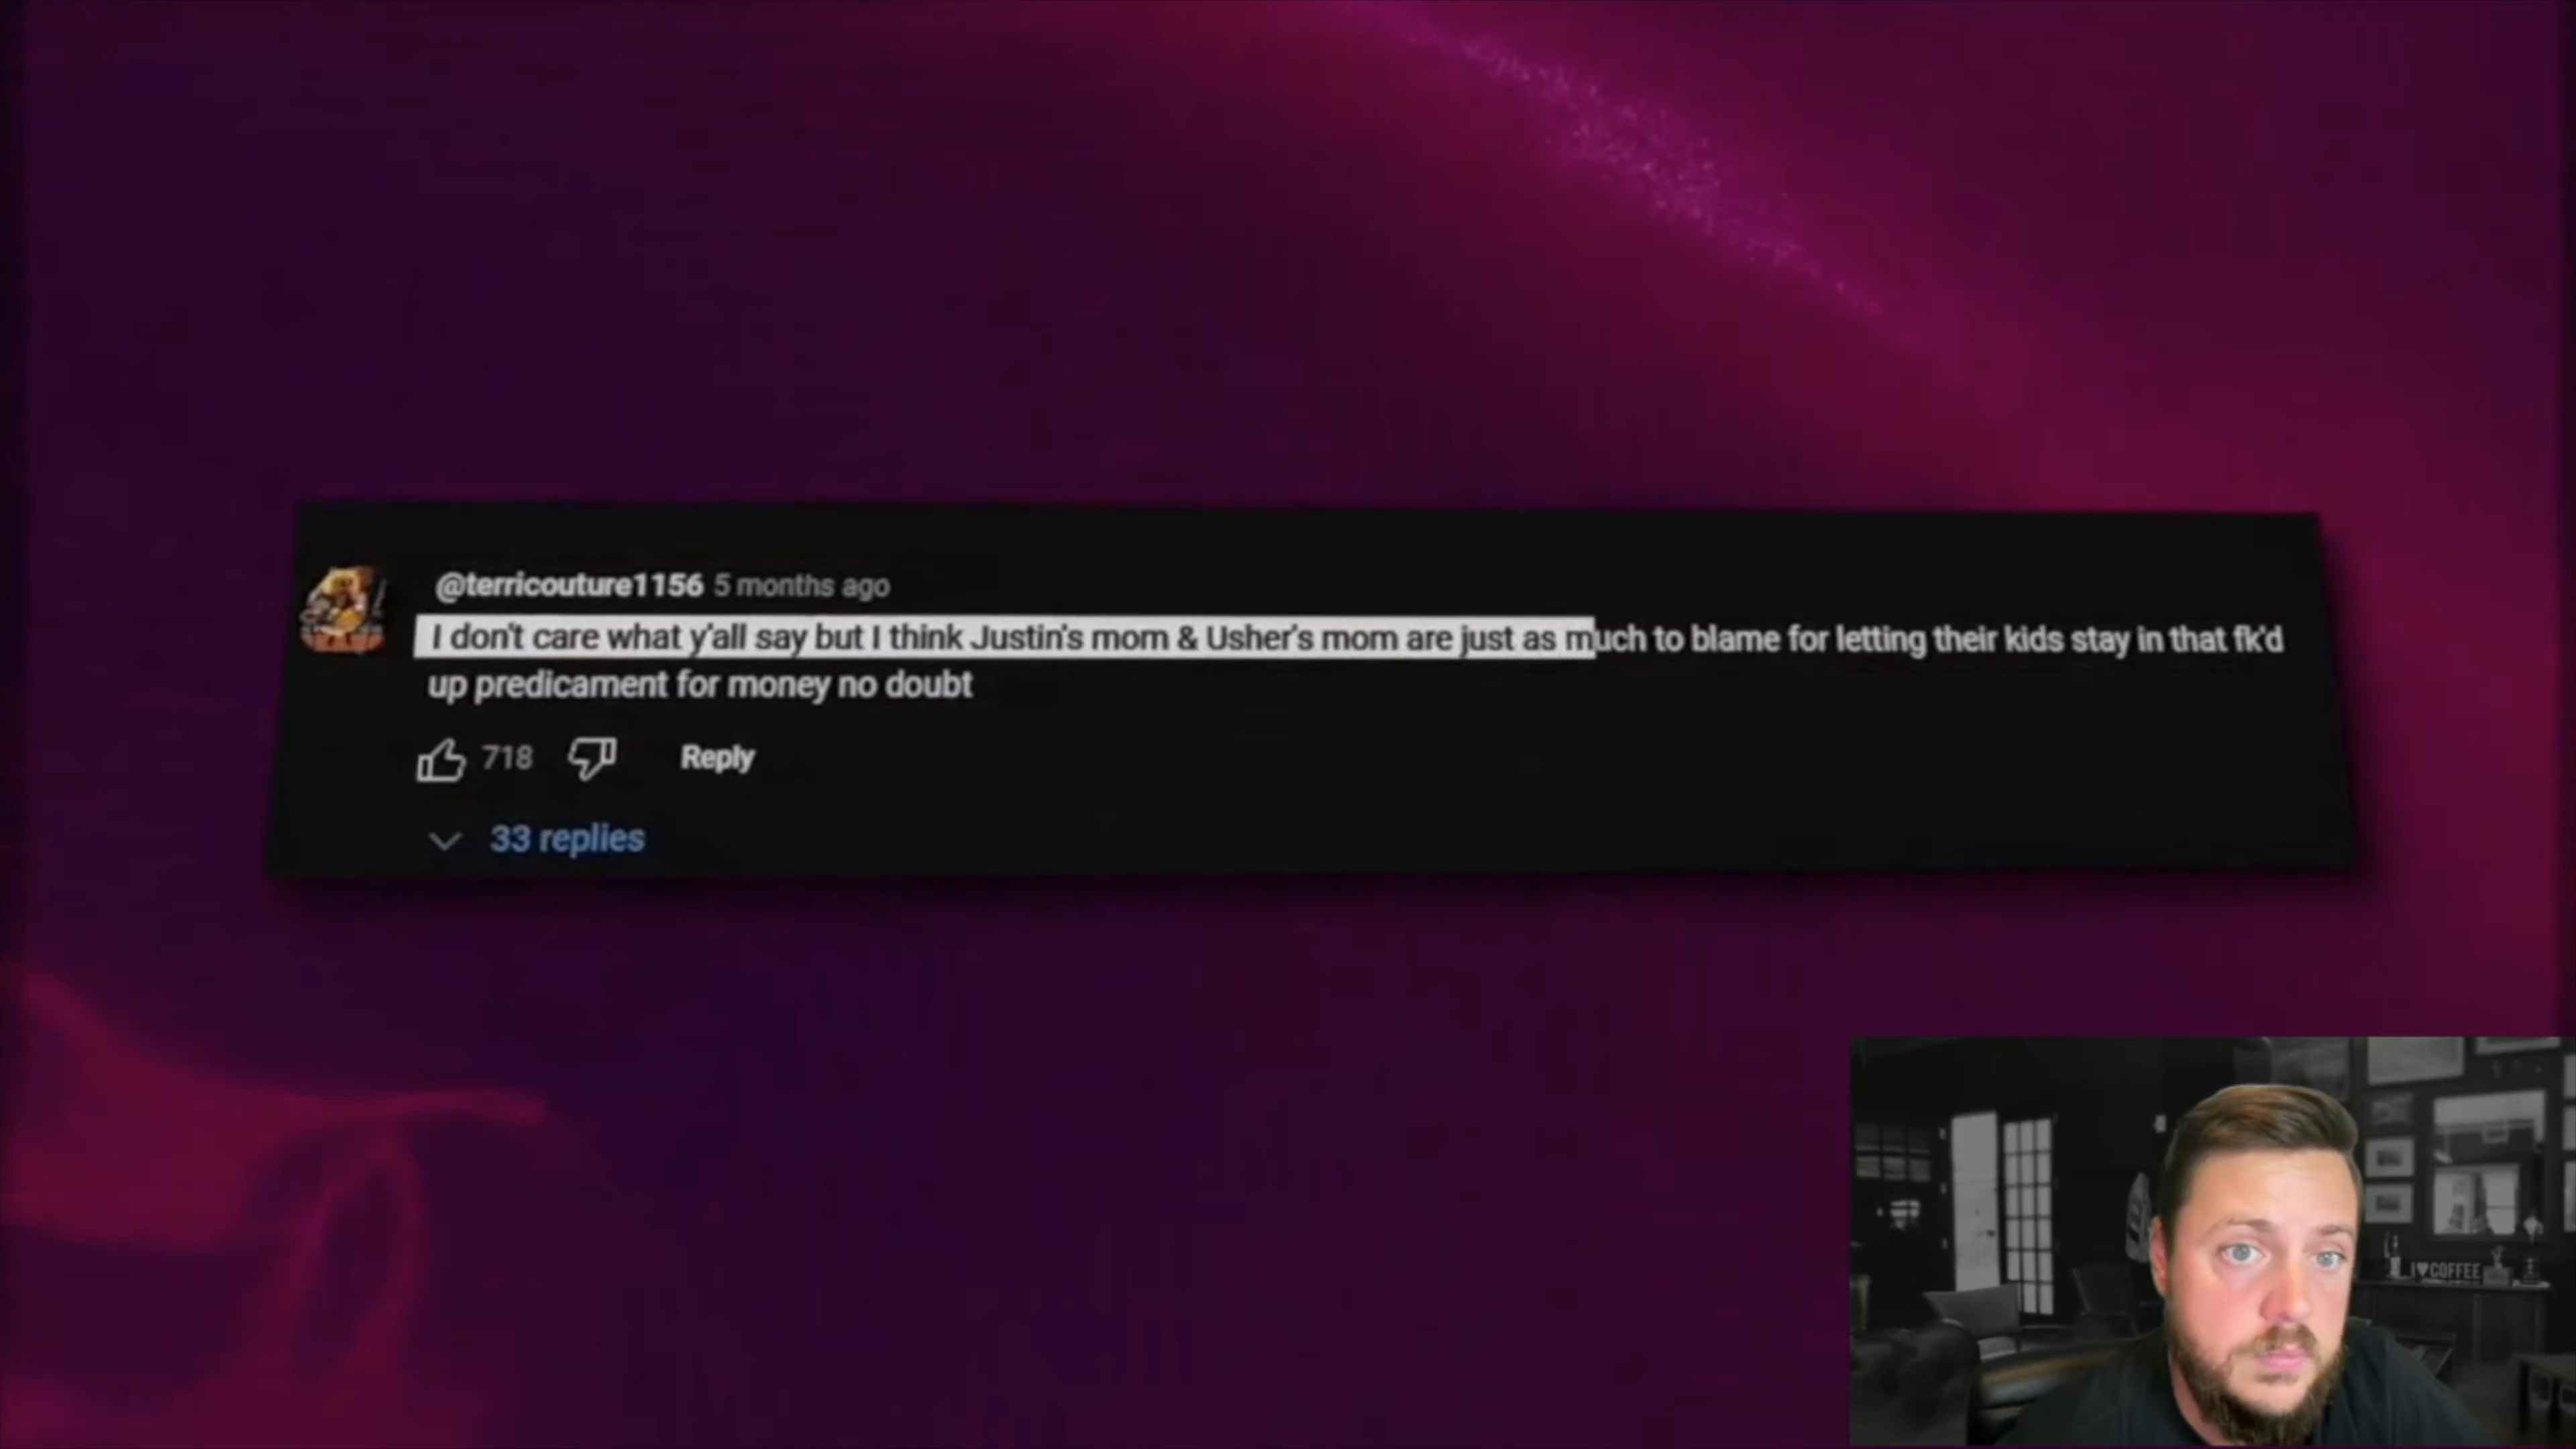 @terricouture1156 5 months ago
I don't care what y'all say but I think Justin's mom & Usher's mom are just as much to blame for letting their kids stay in that fk'd
up predicament for money no doubt
718 Reply
33 replies
I♥COFFEE